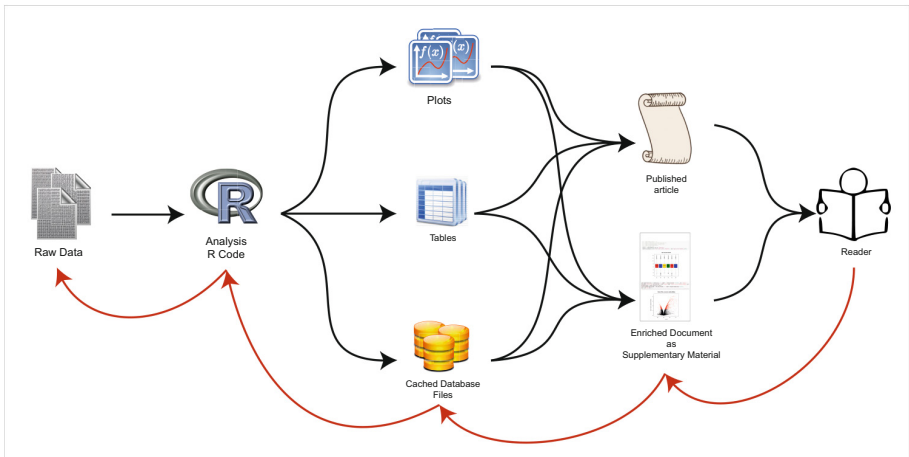 f(x)
(x)
Plots
Raw Data
R
Analysis
R Code
Tables
Cached Database
Files
Published
article
Enriched Document
as
Supplementary Material
Reader